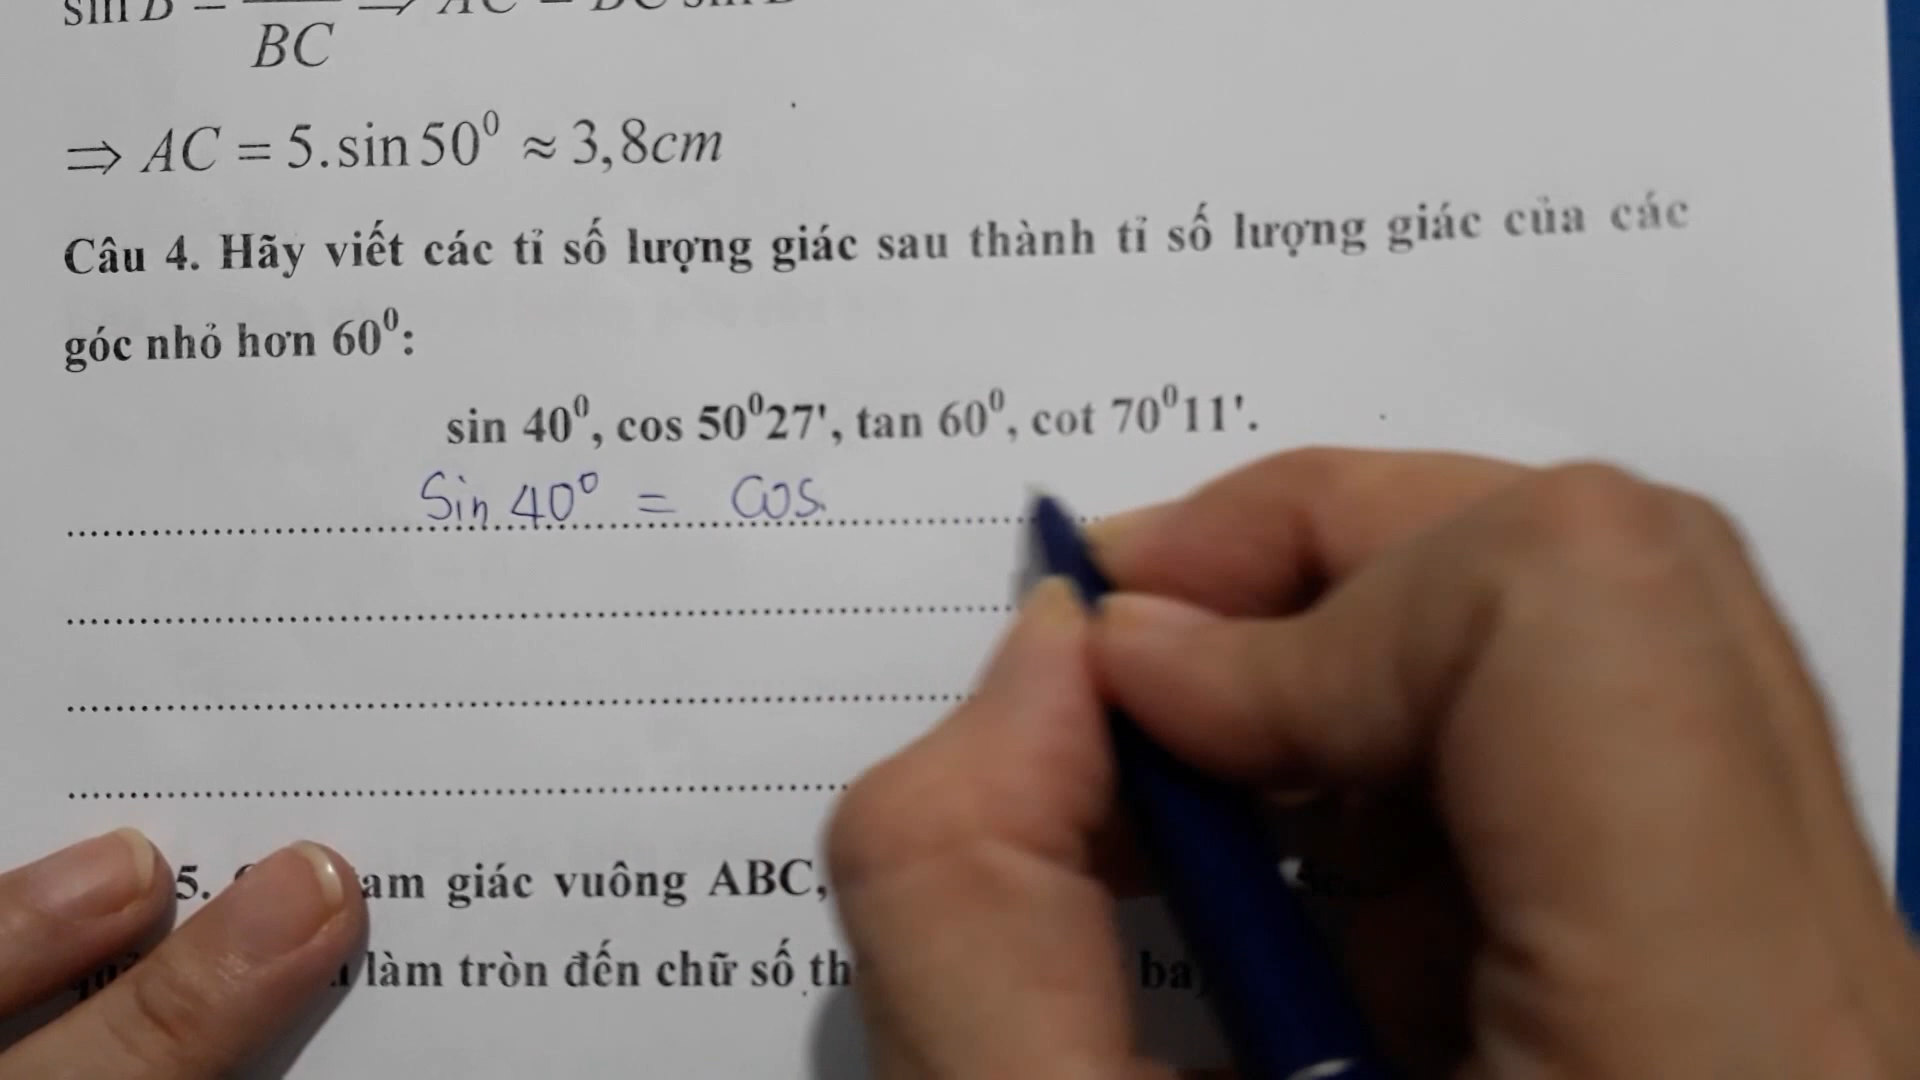 BC
⇒ AC = 5.sin 50⁰ ≈ 3,8cm
Câu 4. Hãy viết các tỉ số lượng giác sau thành tỉ số lượng giác của các
góc nhỏ hơn 60⁰:
sin 40⁰, cos 50⁰27', tan 60⁰, cot 70⁰11'.
Sin 40⁰ = cos
5. am giác vuông ABC,
làm tròn đến chữ số th ba